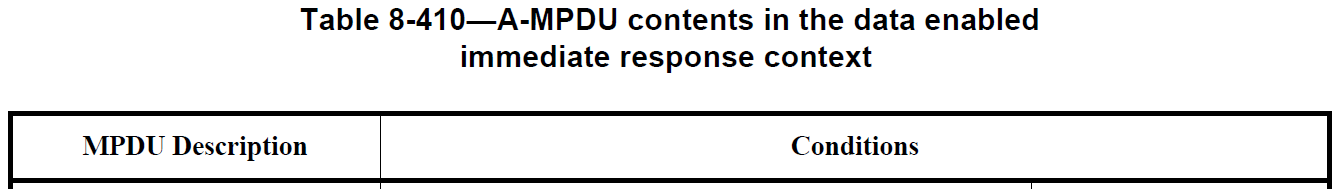 Table 8-410—A-MPDU contents in the data enabled
immediate response context
MPDU Description
Conditions